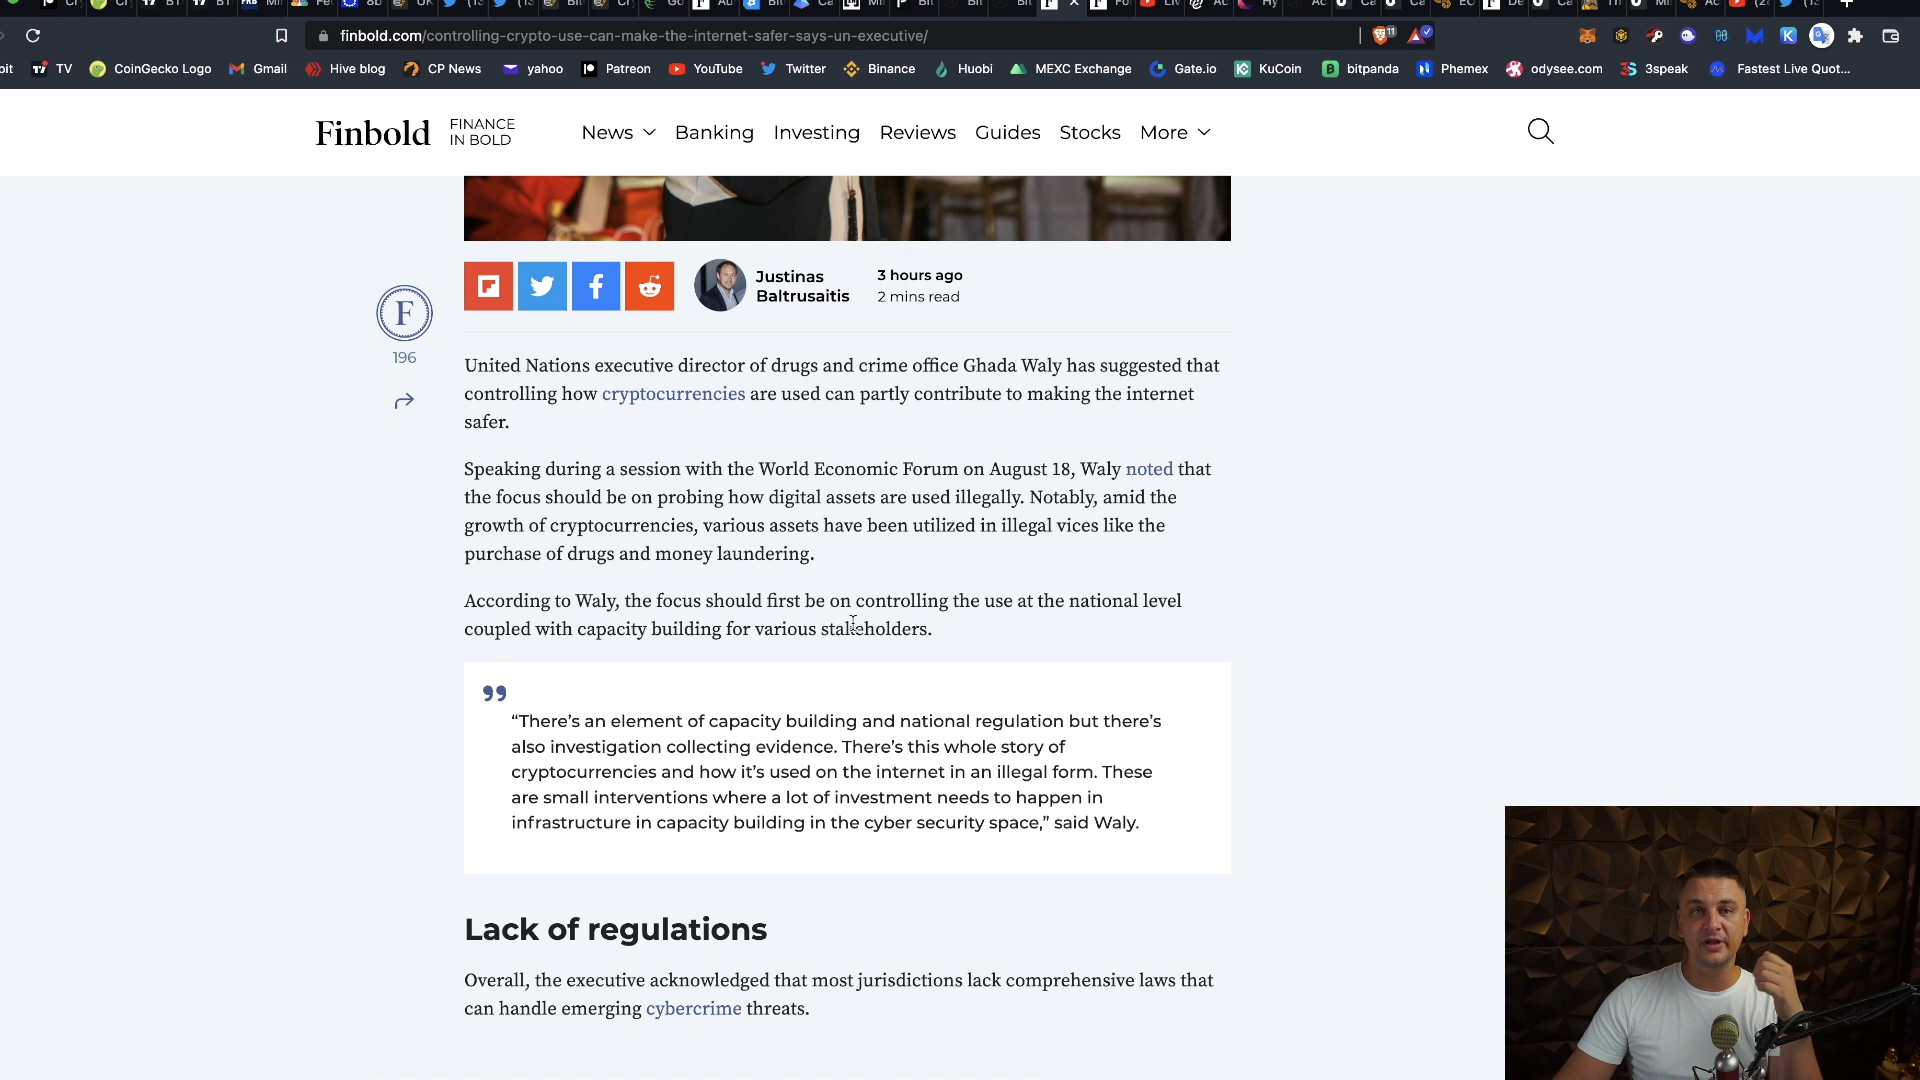 finbold.com/controlling-crypto-use-can-make-the-internet-safer-says-un-executive/
11
TV CoinGecko Logo Gmail Hive blog CP News yahoo Patreon YouTube Twitter Binance Huobi MEXC Exchange Gate.io KuCoin bitpanda Phemex odysee.com 3speak Fastest Live Quot...
Finbold FINANCE
IN BOLD
News Banking Investing Reviews Guides Stocks More
Justinas
Baltrusaitis
3 hours ago
2 mins read
F
196
United Nations executive director of drugs and crime office Ghada Waly has suggested that
controlling how cryptocurrencies are used can partly contribute to making the internet
safer.
Speaking during a session with the World Economic Forum on August 18, Waly noted that
the focus should be on probing how digital assets are used illegally. Notably, amid the
growth of cryptocurrencies, various assets have been utilized in illegal vices like the
purchase of drugs and money laundering.
According to Waly, the focus should first be on controlling the use at the national level
coupled with capacity building for various stakeholders.
“There’s an element of capacity building and national regulation but there’s
also investigation collecting evidence. There’s this whole story of
cryptocurrencies and how it’s used on the internet in an illegal form. These
are small interventions where a lot of investment needs to happen in
infrastructure in capacity building in the cyber security space,” said Waly.
Lack of regulations
Overall, the executive acknowledged that most jurisdictions lack comprehensive laws that
can handle emerging cybercrime threats.